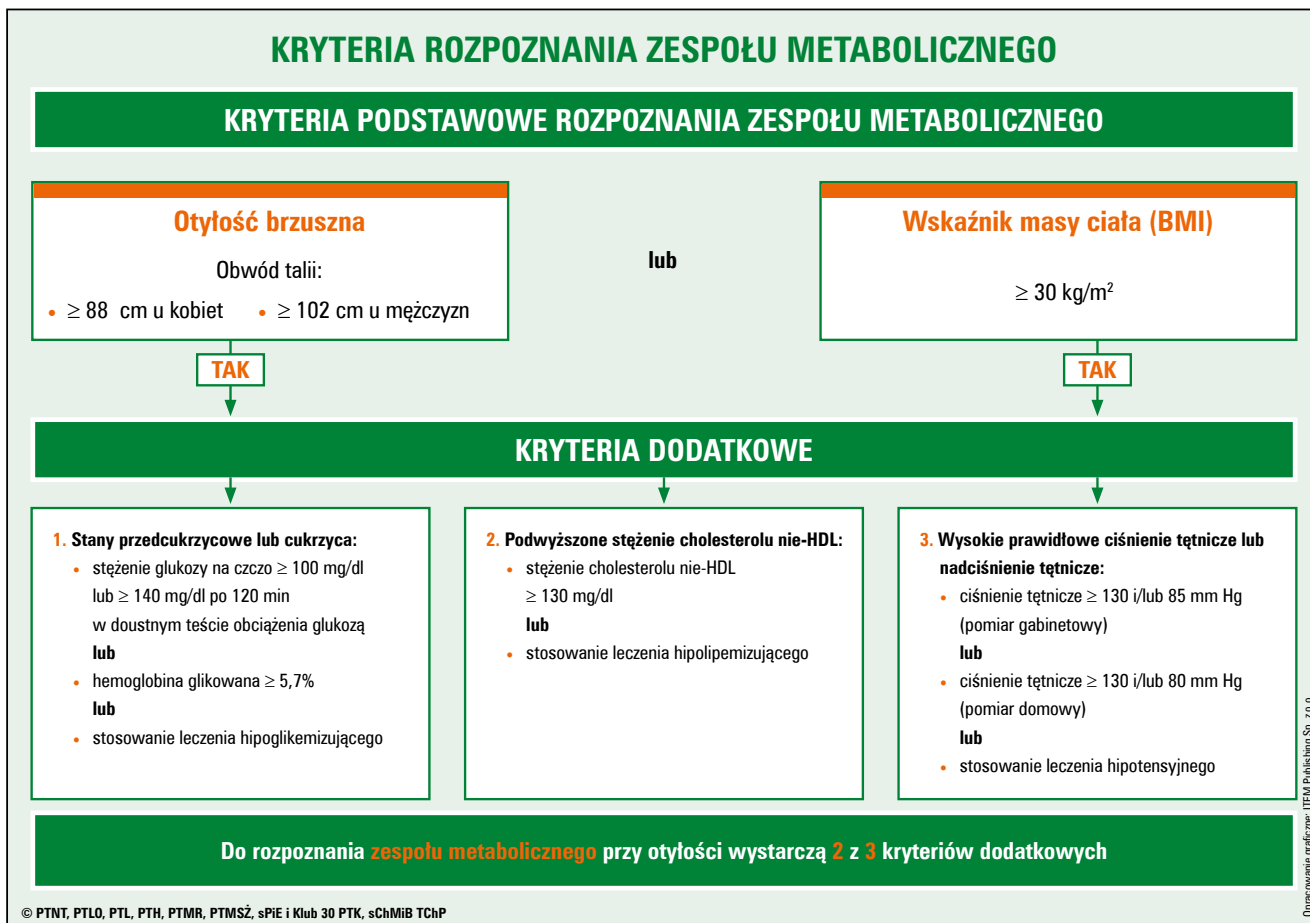 KRYTERIA ROZPOZNANIA ZESPOŁU METABOLICZNEGO
KRYTERIA PODSTAWOWE ROZPOZNANIA ZESPOŁU METABOLICZNEGO
Otyłość brzuszna
Obwód talii:
• ≥ 88 cm u kobiet • ≥ 102 cm u mężczyzn
lub
Wskaźnik masy ciała (BMI)
≥ 30 kg/m²
TAK
TAK
KRYTERIA DODATKOWE
1. Stany przedcukrzycowe lub cukrzyca:
• stężenie glukozy na czczo ≥ 100 mg/dl
lub ≥ 140 mg/dl po 120 min
w doustnym teście obciążenia glukozą
lub
• hemoglobina glikowana ≥ 5,7%
lub
• stosowanie leczenia hipoglikemizującego
2. Podwyższone stężenie cholesterolu nie-HDL:
• stężenie cholesterolu nie-HDL
≥ 130 mg/dl
lub
• stosowanie leczenia hipolipemizującego
3. Wysokie prawidłowe ciśnienie tętnicze lub
nadciśnienie tętnicze:
• ciśnienie tętnicze ≥ 130 i/lub 85 mm Hg
(pomiar gabinetowy)
lub
• ciśnienie tętnicze ≥ 130 i/lub 80 mm Hg
(pomiar domowy)
lub
• stosowanie leczenia hipotensyjnego
Do rozpoznania zespołu metabolicznego przy otyłości wystarczą 2 z 3 kryteriów dodatkowych
© PTNT, PTLO, PTL, PTH, PTMR, PTMSŻ, sPiE i Klub 30 PTK, sChMiB TChP
Opracowanie graficzne: ITEM Publishing Sp. z o.o.